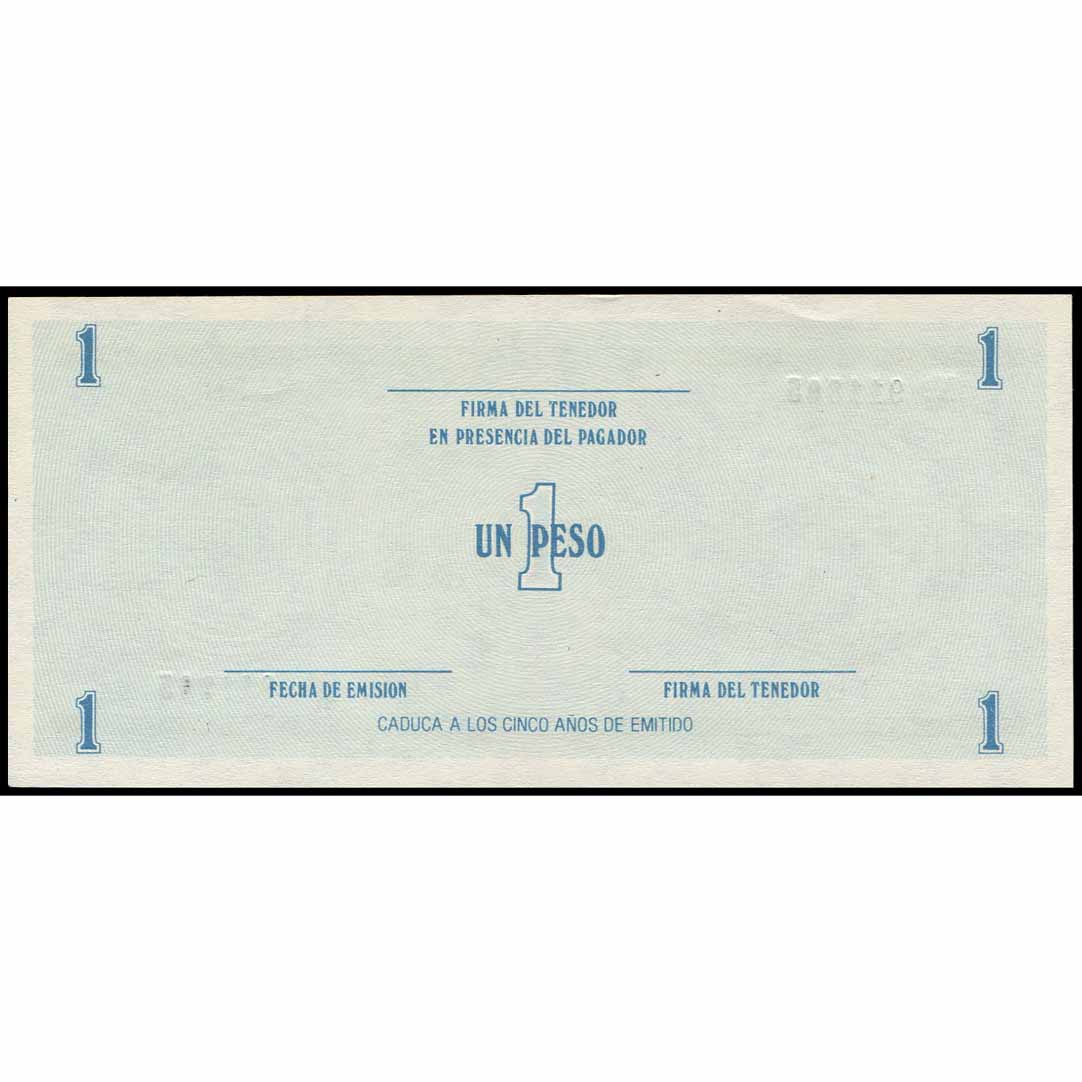 1 1
FIRMA DEL TENEDOR
EN PRESENCIA DEL PAGADOR
1
UN PESO
FECHA DE EMISION FIRMA DEL TENEDOR
CADUCA A LOS CINCO AÑOS DE EMITIDO
1 1